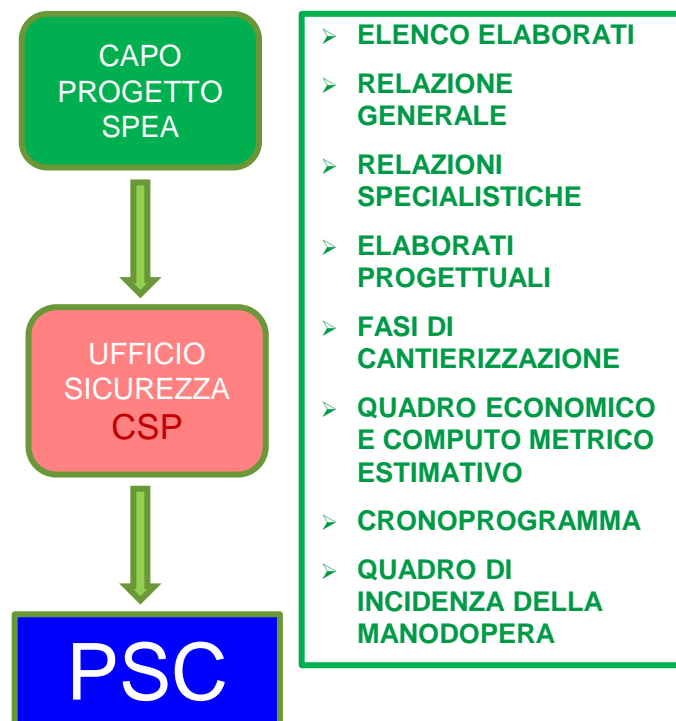 CAPO
PROGETTO
SPEA
UFFICIO
SICUREZZA
CSP
PSC
➢ ELENCO ELABORATI
➢ RELAZIONE
GENERALE
➢ RELAZIONI
SPECIALISTICHE
➢ ELABORATI
PROGETTUALI
➢ FASI DI
CANTIERIZZAZIONE
➢ QUADRO ECONOMICO
E COMPUTO METRICO
ESTIMATIVO
➢ CRONOPROGRAMMA
➢ QUADRO DI
INCIDENZA DELLA
MANODOPERA